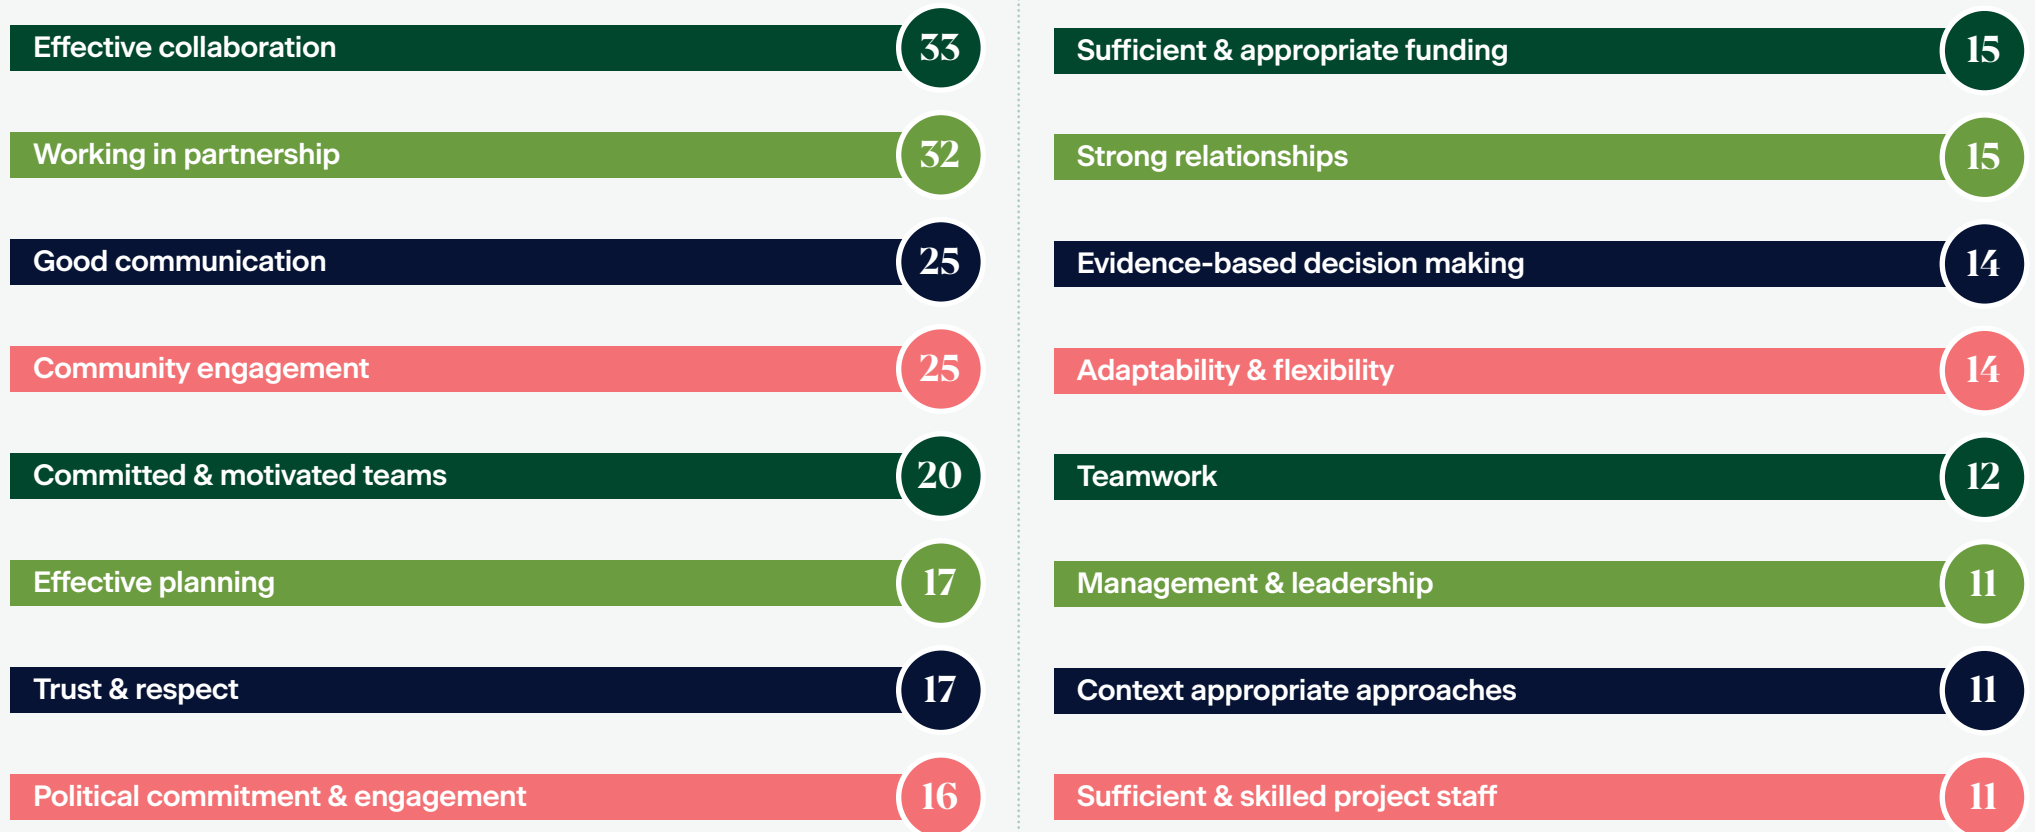 Effective collaboration 33
Working in partnership 32
Good communication 25
Community engagement 25
Committed & motivated teams 20
Effective planning 17
Trust & respect 17
Political commitment & engagement 16
Sufficient & appropriate funding 15
Strong relationships 15
Evidence-based decision making 14
Adaptability & flexibility 14
Teamwork 12
Management & leadership 11
Context appropriate approaches 11
Sufficient & skilled project staff 11